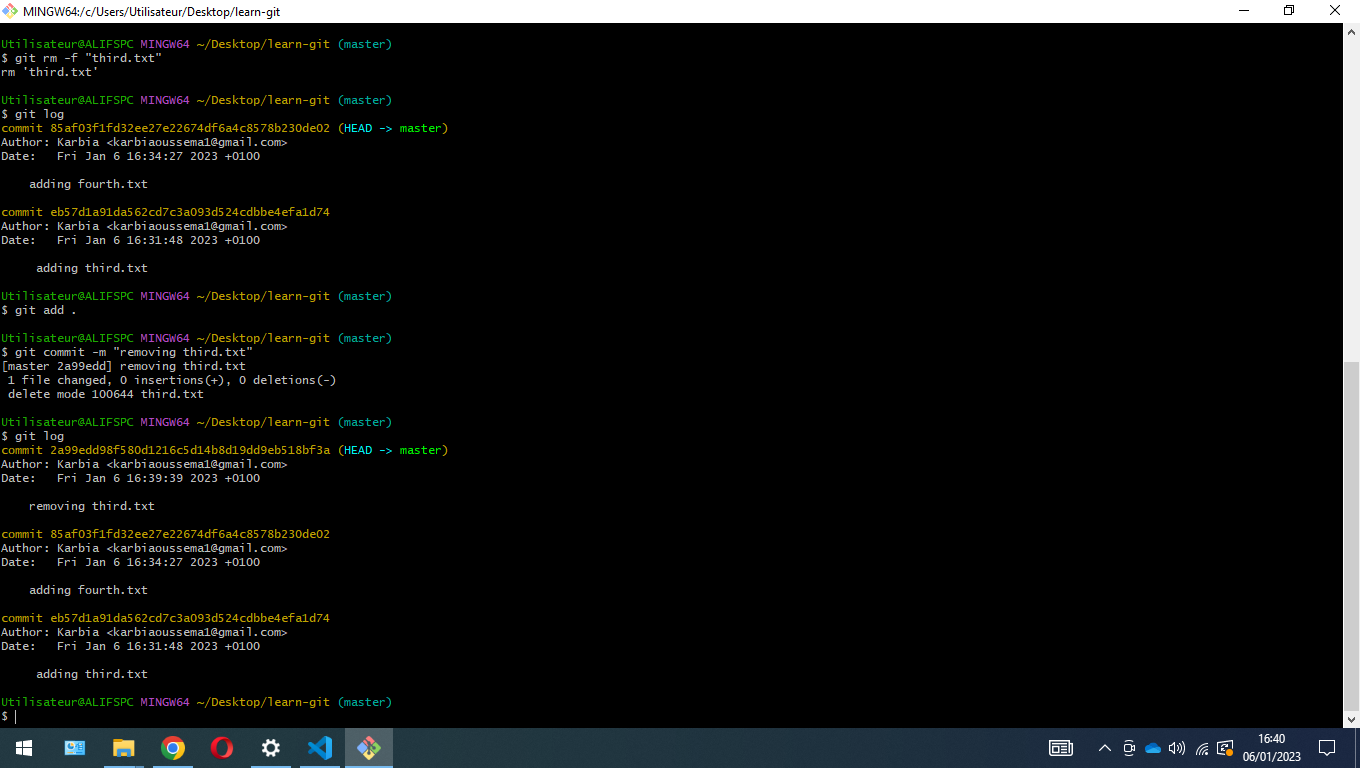 MINGW64:/c/Users/Utilisateur/Desktop/learn-git
Utilisateur@ALIFSPC MINGW64 ~/Desktop/learn-git (master)
$ git rm -f "third.txt"
rm 'third.txt'
Utilisateur@ALIFSPC MINGW64 ~/Desktop/learn-git (master)
$ git log
commit 85af03f1fd32ee27e22674df6a4c8578b230de02 (HEAD -> master)
Author: Karbia <karbiaoussema1@gmail.com>
Date:   Fri Jan 6 16:34:27 2023 +0100
    adding fourth.txt
commit eb57d1a91da562cd7c3a093d524cdbbe4efa1d74
Author: Karbia <karbiaoussema1@gmail.com>
Date:   Fri Jan 6 16:31:48 2023 +0100
     adding third.txt
Utilisateur@ALIFSPC MINGW64 ~/Desktop/learn-git (master)
$ git add .
Utilisateur@ALIFSPC MINGW64 ~/Desktop/learn-git (master)
$ git commit -m "removing third.txt"
[master 2a99edd] removing third.txt
 1 file changed, 0 insertions(+), 0 deletions(-)
 delete mode 100644 third.txt
Utilisateur@ALIFSPC MINGW64 ~/Desktop/learn-git (master)
$ git log
commit 2a99edd98f580d1216c5d14b8d19dd9eb518bf3a (HEAD -> master)
Author: Karbia <karbiaoussema1@gmail.com>
Date:   Fri Jan 6 16:39:39 2023 +0100
    removing third.txt
commit 85af03f1fd32ee27e22674df6a4c8578b230de02
Author: Karbia <karbiaoussema1@gmail.com>
Date:   Fri Jan 6 16:34:27 2023 +0100
    adding fourth.txt
commit eb57d1a91da562cd7c3a093d524cdbbe4efa1d74
Author: Karbia <karbiaoussema1@gmail.com>
Date:   Fri Jan 6 16:31:48 2023 +0100
     adding third.txt
Utilisateur@ALIFSPC MINGW64 ~/Desktop/learn-git (master)
$
16:40
06/01/2023